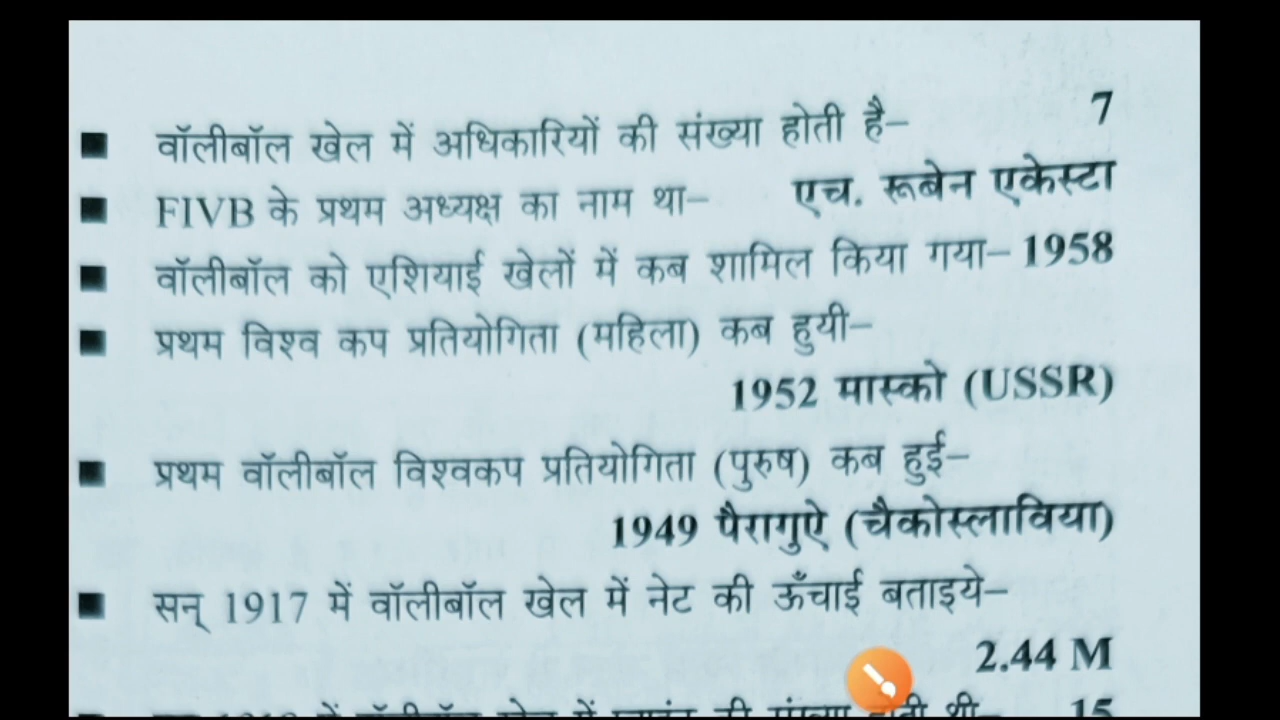 ■ वॉलीबॉल खेल में अधिकारियों की संख्या होती है– 7
■ FIVB के प्रथम अध्यक्ष का नाम था– एच. रूबेन एकेस्टा
■ वॉलीबॉल को एशियाई खेलों में कब शामिल किया गया– 1958
■ प्रथम विश्व कप प्रतियोगिता (महिला) कब हुयी–
1952 मास्को (USSR)
■ प्रथम वॉलीबॉल विश्वकप प्रतियोगिता (पुरुष) कब हुई–
1949 पैरागुऐ (चैकोस्लाविया)
■ सन् 1917 में वॉलीबॉल खेल में नेट की ऊँचाई बताइये–
2.44 M
में वॉलीबॉल खेल में की संख्या होती थी– 15